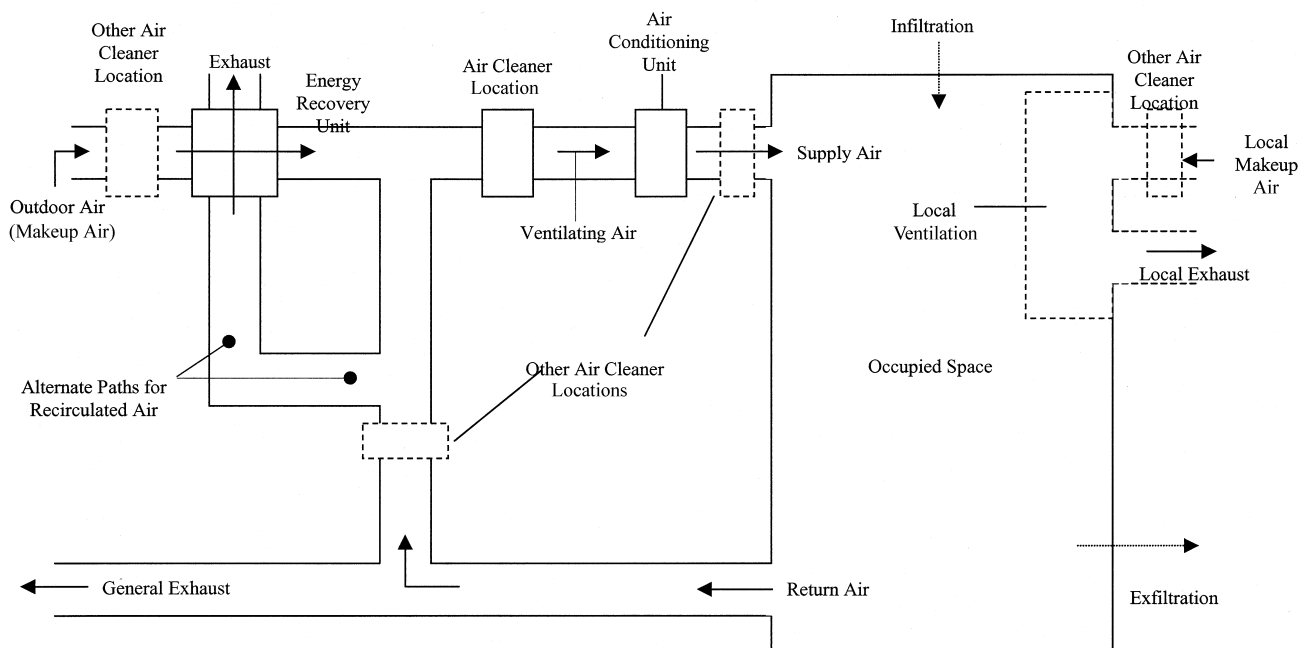 Other Air
Cleaner
Location
Exhaust
Energy
Recovery
Unit
Air Cleaner
Location
Air
Conditioning
Unit
Infiltration
Other Air
Cleaner
Location
Supply Air
Local
Makeup
Air
Outdoor Air
(Makeup Air)
Ventilating Air
Local
Ventilation
Local Exhaust
Alternate Paths for
Recirculated Air
Other Air Cleaner
Locations
Occupied Space
General Exhaust
Return Air
Exfiltration